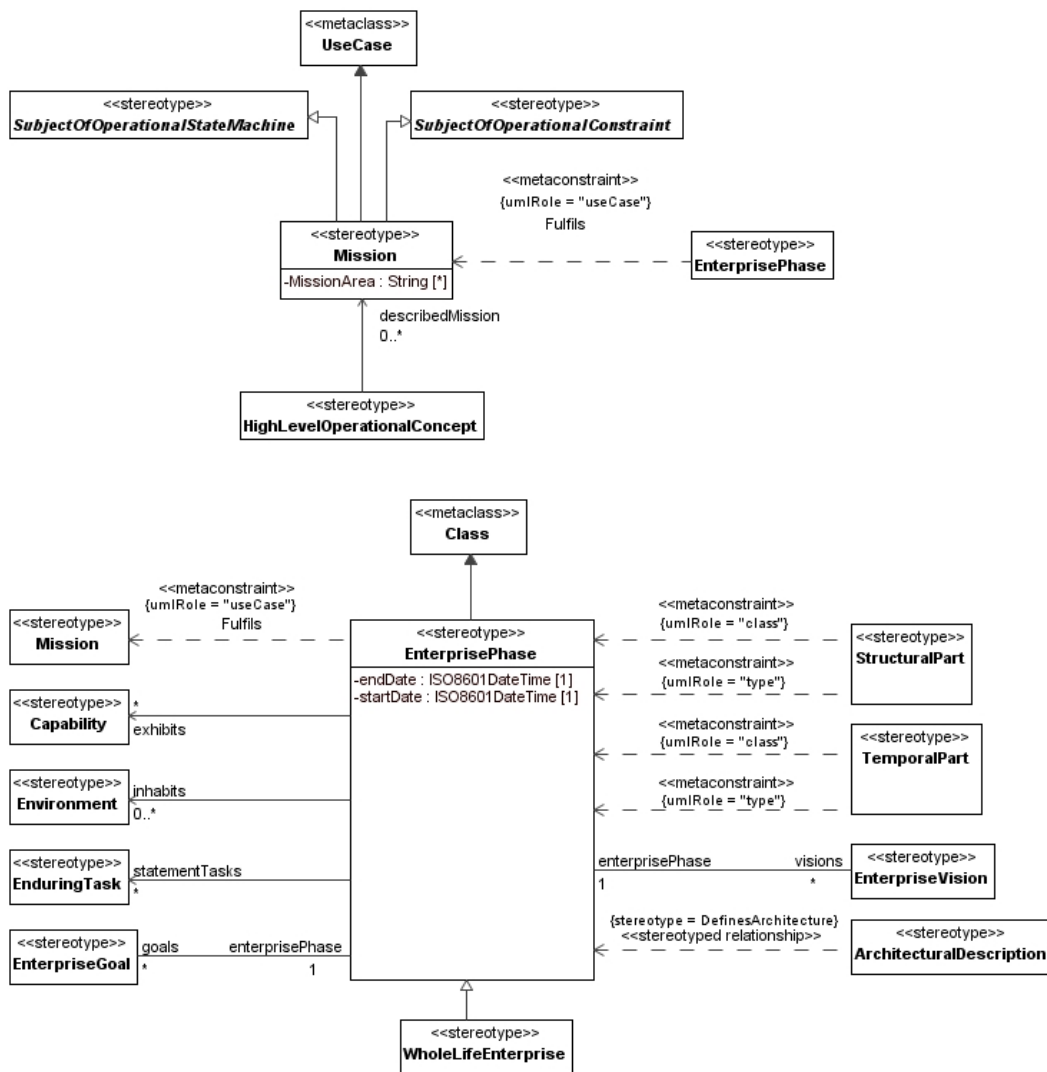 <<metaclass>>
UseCase
<<stereotype>>
SubjectOfOperationalStateMachine
<<stereotype>>
SubjectOfOperationalConstraint
<<metaconstraint>>
{umlRole = "useCase"}
Fulfils
<<stereotype>>
Mission
-MissionArea : String [*]
<<stereotype>>
EnterprisePhase
describedMission
0..*
<<stereotype>>
HighLevelOperationalConcept
<<metaclass>>
Class
<<metaconstraint>>
{umlRole = "useCase"}
Fulfils
<<stereotype>>
Mission
<<stereotype>>
EnterprisePhase
-endDate : ISO8601DateTime [1]
-startDate : ISO8601DateTime [1]
<<metaconstraint>>
{umlRole = "class"}
<<stereotype>>
StructuralPart
<<metaconstraint>>
{umlRole = "type"}
<<stereotype>>
Capability
*
exhibits
<<metaconstraint>>
{umlRole = "class"}
<<stereotype>>
TemporalPart
<<metaconstraint>>
{umlRole = "type"}
<<stereotype>>
Environment
inhabits
0..*
<<stereotype>>
EnduringTask
statementTasks
*
enterprisePhase
1
visions
*
<<stereotype>>
EnterpriseVision
<<stereotype>>
EnterpriseGoal
goals
*
enterprisePhase
1
{stereotype = DefinesArchitecture}
<<stereotyped relationship>>
<<stereotype>>
ArchitecturalDescription
<<stereotype>>
WholeLifeEnterprise